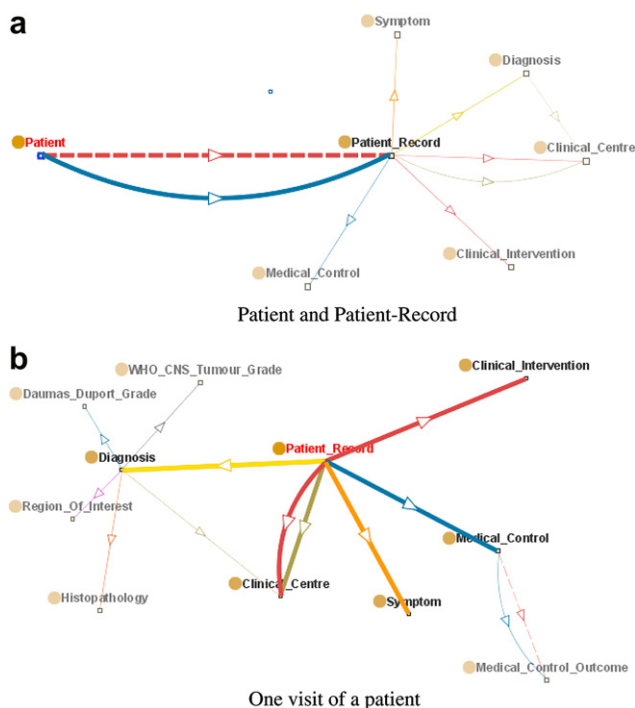 a
Symptom
Diagnosis
Patient
Patient_Record
Clinical_Centre
Clinical_Intervention
Medical_Control
Patient and Patient-Record
b
WHO_CNS_Tumour_Grade
Clinical_Intervention
Daumas_Duport_Grade
Patient_Record
Diagnosis
Region_Of_Interest
Medical_Control
Clinical_Centre
Histopathology
Symptom
Medical_Control_Outcome
One visit of a patient